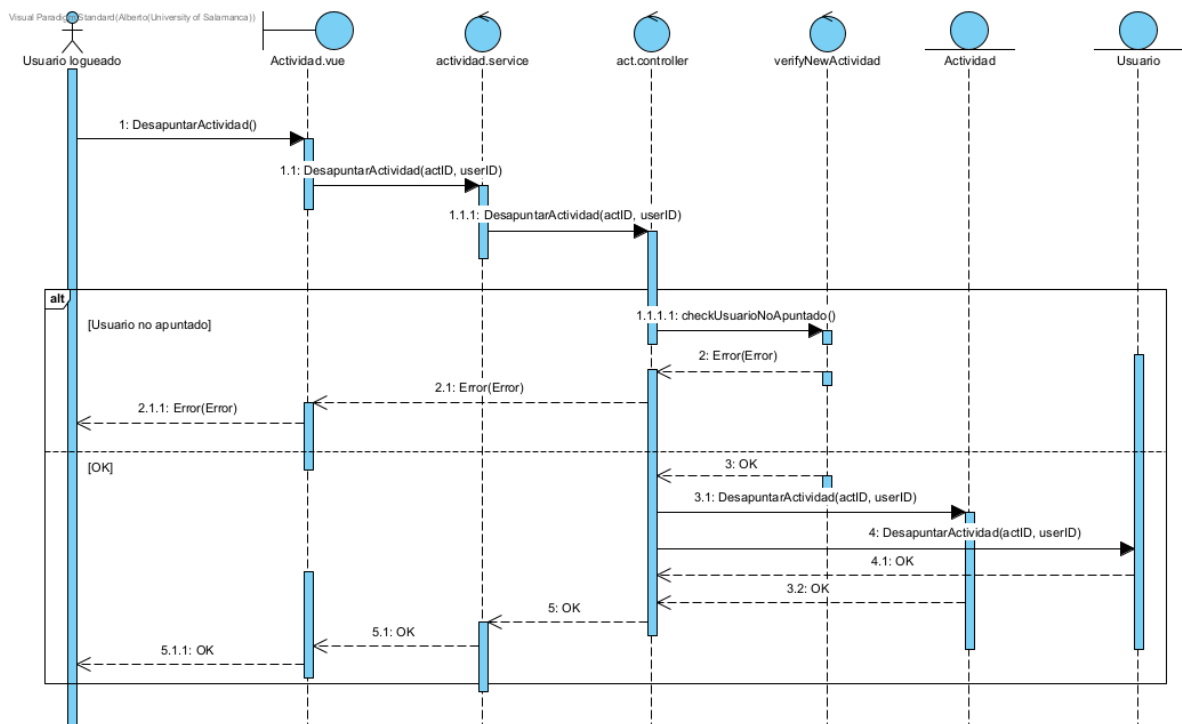 Visual Paradigm Standard(Alberto(University of Salamanca))
Usuario logueado
Actividad.vue
actividad.service
act.controller
verifyNewActividad
Actividad
Usuario
1: DesapuntarActividad()
1.1: DesapuntarActividad(actID, userID)
1.1.1: DesapuntarActividad(actID, userID)
alt
[Usuario no apuntado]
1.1.1.1: checkUsuarioNoApuntado()
2: Error(Error)
2.1: Error(Error)
2.1.1: Error(Error)
[OK]
3: OK
3.1: DesapuntarActividad(actID, userID)
4: DesapuntarActividad(actID, userID)
4.1: OK
3.2: OK
5: OK
5.1: OK
5.1.1: OK